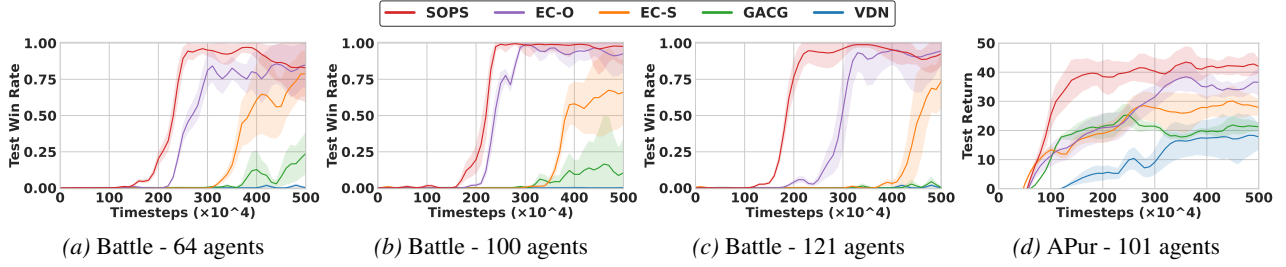 SOPS EC-O EC-S GACG VDN
Test Win Rate
1.00
0.75
0.50
0.25
0.00
0 100 200 300 400 500
Timesteps (×10^4)
(a) Battle - 64 agents
Test Win Rate
1.00
0.75
0.50
0.25
0.00
0 100 200 300 400 500
Timesteps (×10^4)
(b) Battle - 100 agents
Test Win Rate
1.00
0.75
0.50
0.25
0.00
0 100 200 300 400 500
Timesteps (×10^4)
(c) Battle - 121 agents
Test Return
50
40
30
20
10
0
0 100 200 300 400 500
Timesteps (×10^4)
(d) APur - 101 agents